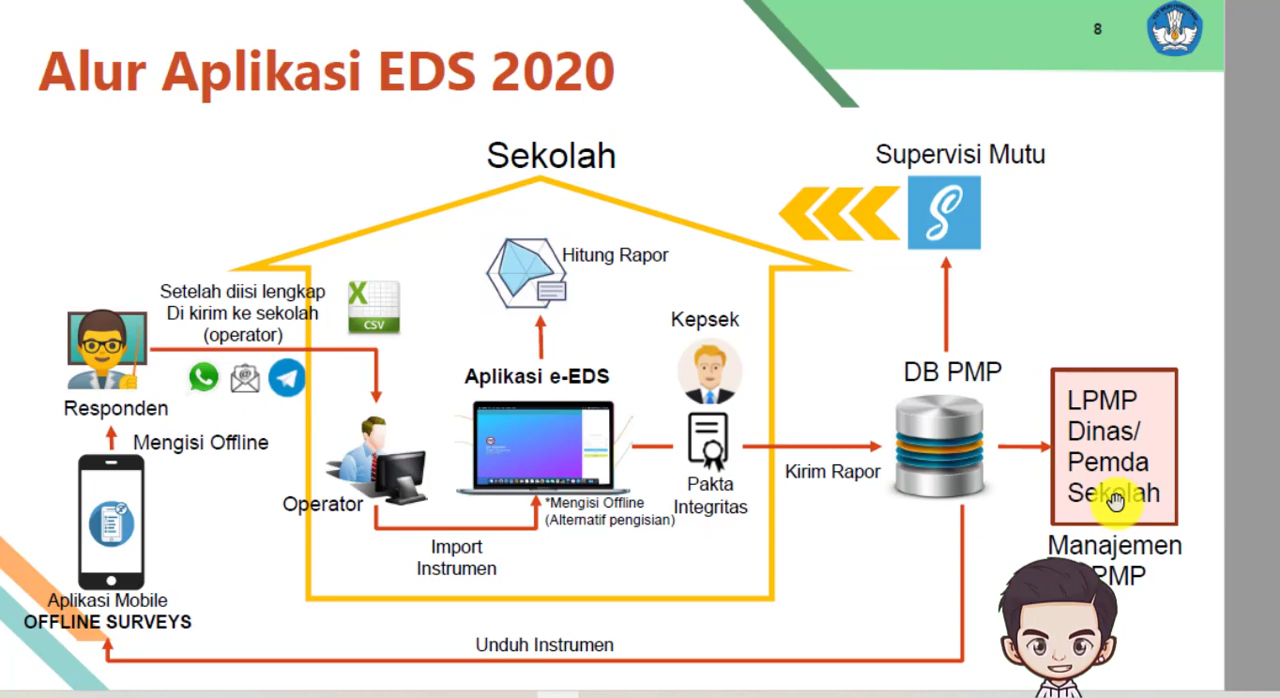 8
Alur Aplikasi EDS 2020
Sekolah
Supervisi Mutu
Hitung Rapor
Setelah diisi lengkap
Di kirim ke sekolah
(operator)
X
CSV
Kepsek
Aplikasi e-EDS
DB PMP
Responden
Mengisi Offline
LPMP
Dinas/
Pemda
Sekolah
Operator
*Mengisi Offline
(Alternatif pengisian)
Pakta
Integritas
Kirim Rapor
Import
Instrumen
Manajemen
PMP
Aplikasi Mobile
OFFLINE SURVEYS
Unduh Instrumen